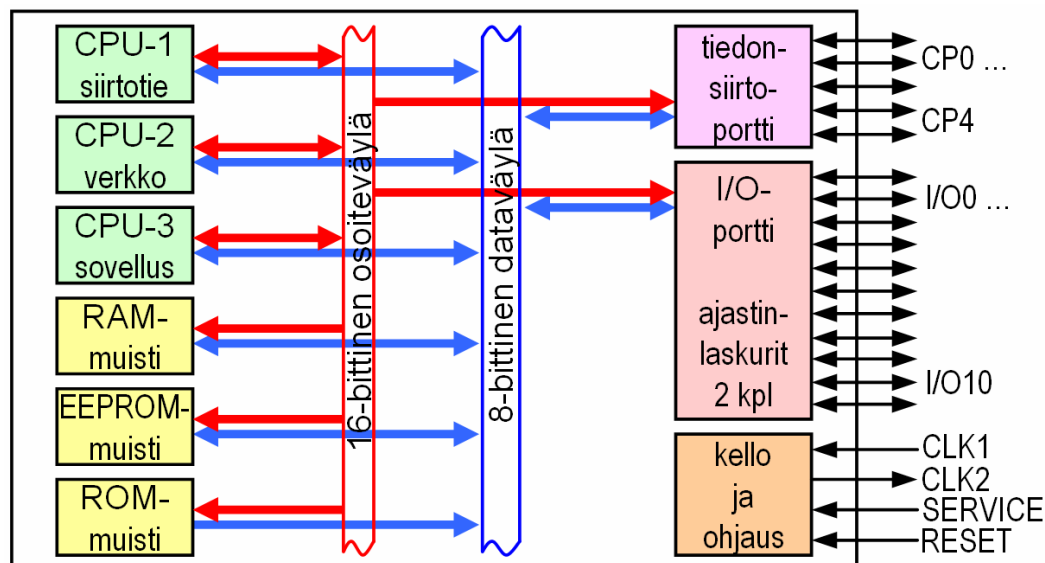 CPU-1
siirtotie
CPU-2
verkko
CPU-3
sovellus
RAM-
muisti
EEPROM-
muisti
ROM-
muisti
16-bittinen osoiteväylä
8-bittinen dataväylä
tiedon-
siirto-
portti
I/O-
portti
ajastin-
laskurit
2 kpl
kello
ja
ohjaus
CP0 ...
CP4
I/O0 ...
I/O10
CLK1
CLK2
SERVICE
RESET